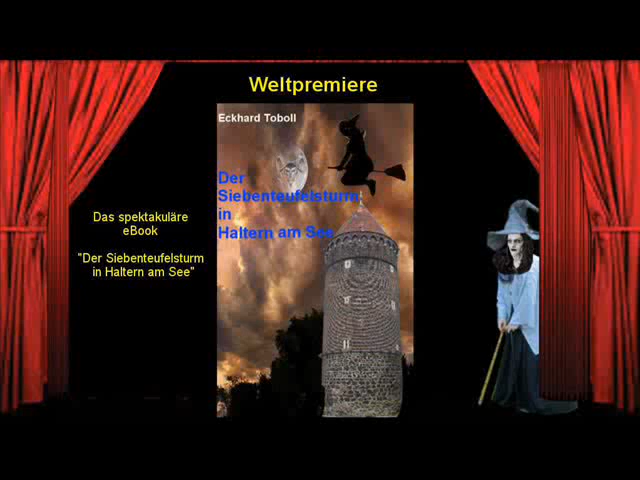 Weltpremiere
Eckhard Toboll
Der
Siebenteufelsturm
in
Haltern am See
Das spektakuläre
eBook
"Der Siebenteufelsturm
in Haltern am See"